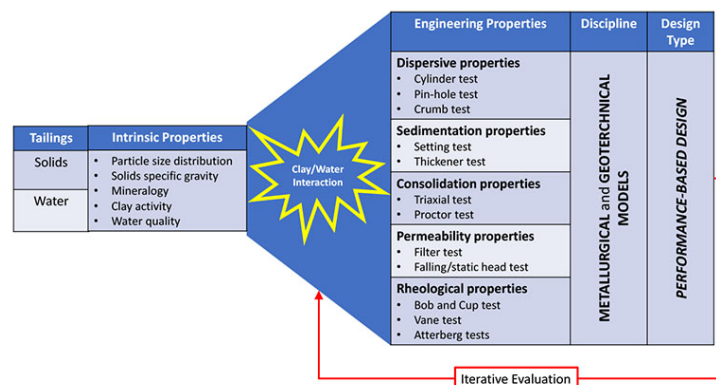 Tailings
Intrinsic Properties
Solids
Water
• Particle size distribution
• Solids specific gravity
• Mineralogy
• Clay activity
• Water quality
Clay/Water
Interaction
Engineering Properties
Discipline
Design
Type
Dispersive properties
• Cylinder test
• Pin-hole test
• Crumb test
Sedimentation properties
• Setting test
• Thickener test
Consolidation properties
• Triaxial test
• Proctor test
Permeability properties
• Filter test
• Falling/static head test
Rheological properties
• Bob and Cup test
• Vane test
• Atterberg tests
METALLURGICAL and GEOTERCHNICAL
MODELS
PERFORMANCE-BASED DESIGN
Iterative Evaluation